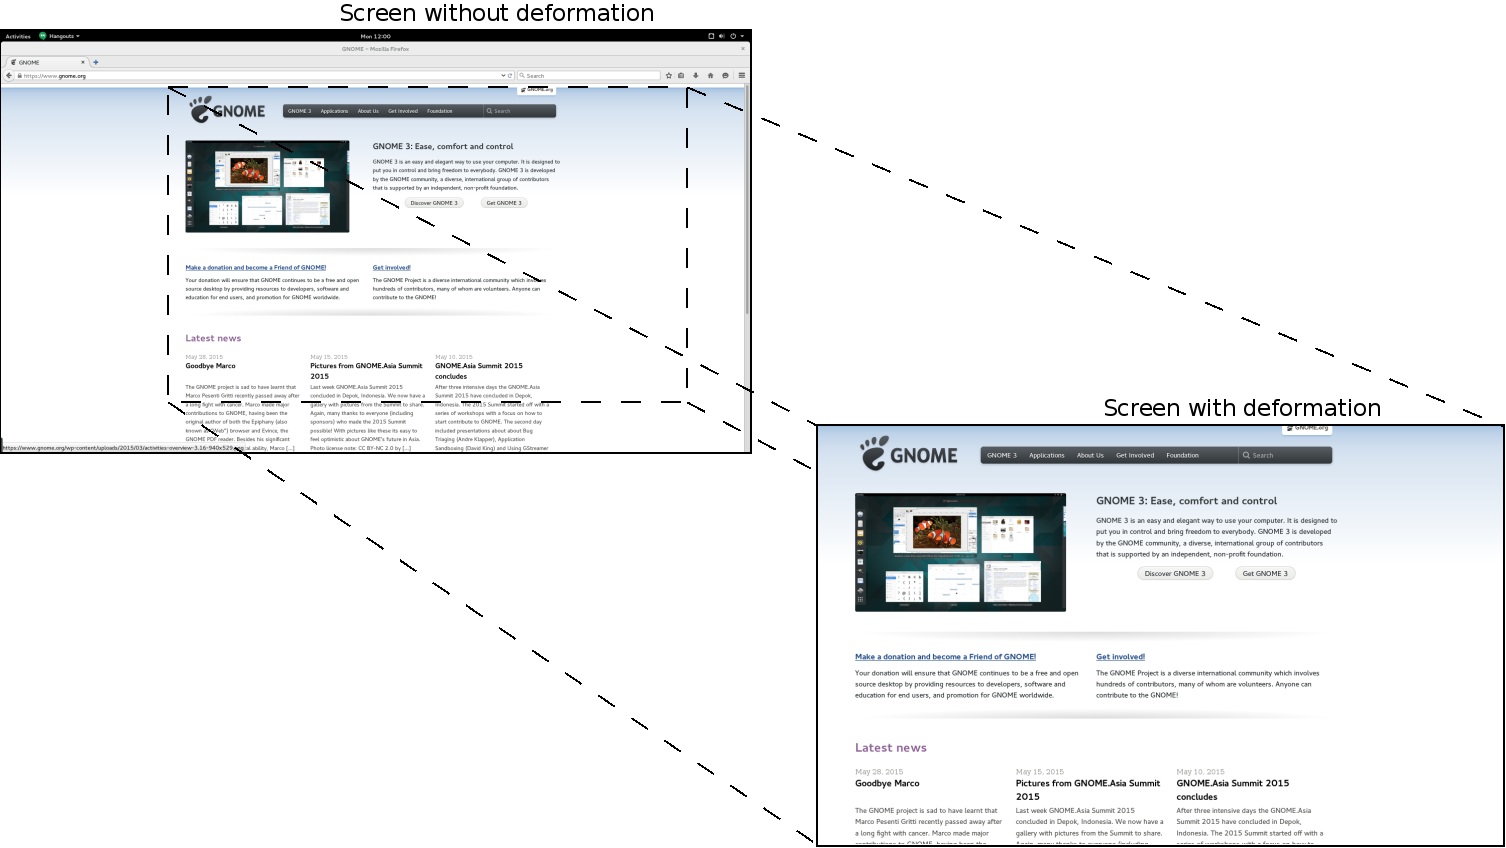 Screen without deformation
Activities Hangouts Mon 12:00
GNOME - Mozilla Firefox
GNOME
https://www.gnome.org Search
GNOME.org
GNOME GNOME 3 Applications About Us Get Involved Foundation Search
GNOME 3: Ease, comfort and control
GNOME 3 is an easy and elegant way to use your computer. It is designed to
put you in control and bring freedom to everybody. GNOME 3 is developed
by the GNOME community, a diverse, international group of contributors
that is supported by an independent, non-profit foundation.
Discover GNOME 3 Get GNOME 3
Make a donation and become a Friend of GNOME!
Your donation will ensure that GNOME continues to be a free and open
source desktop by providing resources to developers, software and
education for end users, and promotion for GNOME worldwide.
Get involved!
The GNOME Project is a diverse international community which involves
hundreds of contributors, many of whom are volunteers. Anyone can
contribute to the GNOME!
Latest news
May 28, 2015
Goodbye Marco
The GNOME project is sad to have learnt that
Marco Pesenti Gritti recently passed away after
a long fight with cancer. Marco made major
contributions to GNOME, having been the
original author of both the Epiphany (also
known as "Web") browser and Evince, the
GNOME PDF reader. Besides his significant
al ability, Marco [...]
May 15, 2015
Pictures from GNOME.Asia Summit
2015
Last week GNOME.Asia Summit 2015
concluded in Depok, Indonesia. We now have a
gallery with pictures from the Summit to share.
Again, many thanks to everyone (including
sponsors) who made the 2015 Summit
possible! With pictures like these its easy to
feel optimistic about GNOME's future in Asia.
Photo license note: CC BY-NC 2.0 by [...]
May 10, 2015
GNOME.Asia Summit 2015
concludes
After three intensive days the GNOME.Asia
Summit 2015 have concluded in Depok,
Indonesia. The 2015 Summit started off with a
series of workshops with a focus on how to
start contribute to GNOME. The second day
included presentations about about Bug
Triaging (Andre Klapper), Application
Sandboxing (David King) and Using GStreamer
https://www.gnome.org/wp-content/uploads/2015/03/activities-overview-3.16-940x529.png
Screen with deformation
GNOME.org
GNOME GNOME 3 Applications About Us Get Involved Foundation Search
GNOME 3: Ease, comfort and control
GNOME 3 is an easy and elegant way to use your computer. It is designed to
put you in control and bring freedom to everybody. GNOME 3 is developed
by the GNOME community, a diverse, international group of contributors
that is supported by an independent, non-profit foundation.
Discover GNOME 3 Get GNOME 3
Make a donation and become a Friend of GNOME!
Your donation will ensure that GNOME continues to be a free and open
source desktop by providing resources to developers, software and
education for end users, and promotion for GNOME worldwide.
Get involved!
The GNOME Project is a diverse international community which involves
hundreds of contributors, many of whom are volunteers. Anyone can
contribute to the GNOME!
Latest news
May 28, 2015
Goodbye Marco
The GNOME project is sad to have learnt that
Marco Pesenti Gritti recently passed away after
a long fight with cancer. Marco made major
contributions to GNOME, having been the
May 15, 2015
Pictures from GNOME.Asia Summit
2015
Last week GNOME.Asia Summit 2015
concluded in Depok, Indonesia. We now have a
gallery with pictures from the Summit to share.
Again, many thanks to everyone (including
May 10, 2015
GNOME.Asia Summit 2015
concludes
After three intensive days the GNOME.Asia
Summit 2015 have concluded in Depok,
Indonesia. The 2015 Summit started off with a
series of workshops with a focus on how to